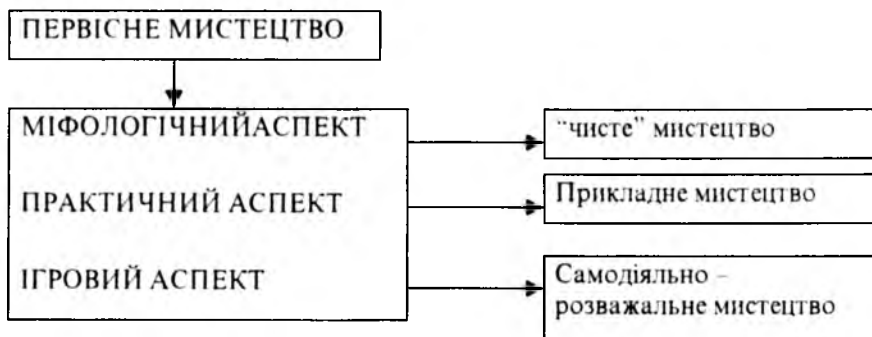 ПЕРВІСНЕ МИСТЕЦТВО
МІФОЛОГІЧНИЙАСПЕКТ
“чисте” мистецтво
ПРАКТИЧНИЙ АСПЕКТ
Прикладне мистецтво
ІГРОВИЙ АСПЕКТ
Самодіяльно –
розважальне мистецтво